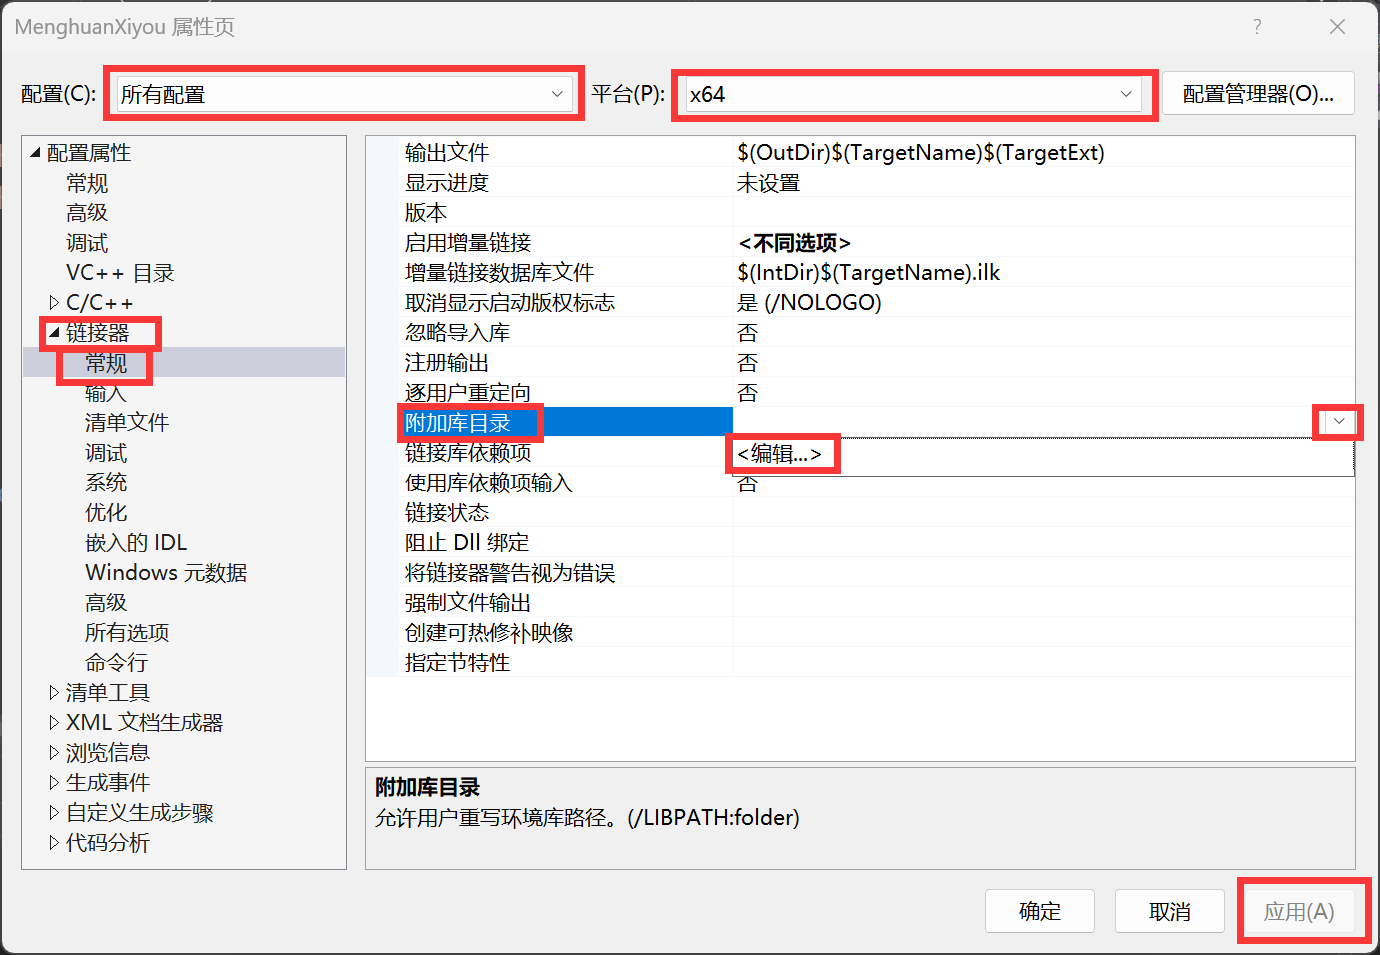 MenghuanXiyou 属性页
?
配置(C):
所有配置
平台(P):
x64
配置管理器(O)...
配置属性
常规
高级
调试
VC++ 目录
C/C++
链接器
常规
输入
清单文件
调试
系统
优化
嵌入的 IDL
Windows 元数据
高级
所有选项
命令行
清单工具
XML 文档生成器
浏览信息
生成事件
自定义生成步骤
代码分析
输出文件 $(OutDir)$(TargetName)$(TargetExt)
显示进度 未设置
版本
启用增量链接 <不同选项>
增量链接数据库文件 $(IntDir)$(TargetName).ilk
取消显示启动版权标志 是 (/NOLOGO)
忽略导入库 否
注册输出 否
逐用户重定向 否
附加库目录
链接库依赖项 <编辑...>
使用库依赖项输入 否
链接状态
阻止 Dll 绑定
将链接器警告视为错误
强制文件输出
创建可热修补映像
指定节特性
附加库目录
允许用户重写环境库路径。(/LIBPATH:folder)
确定
取消
应用(A)